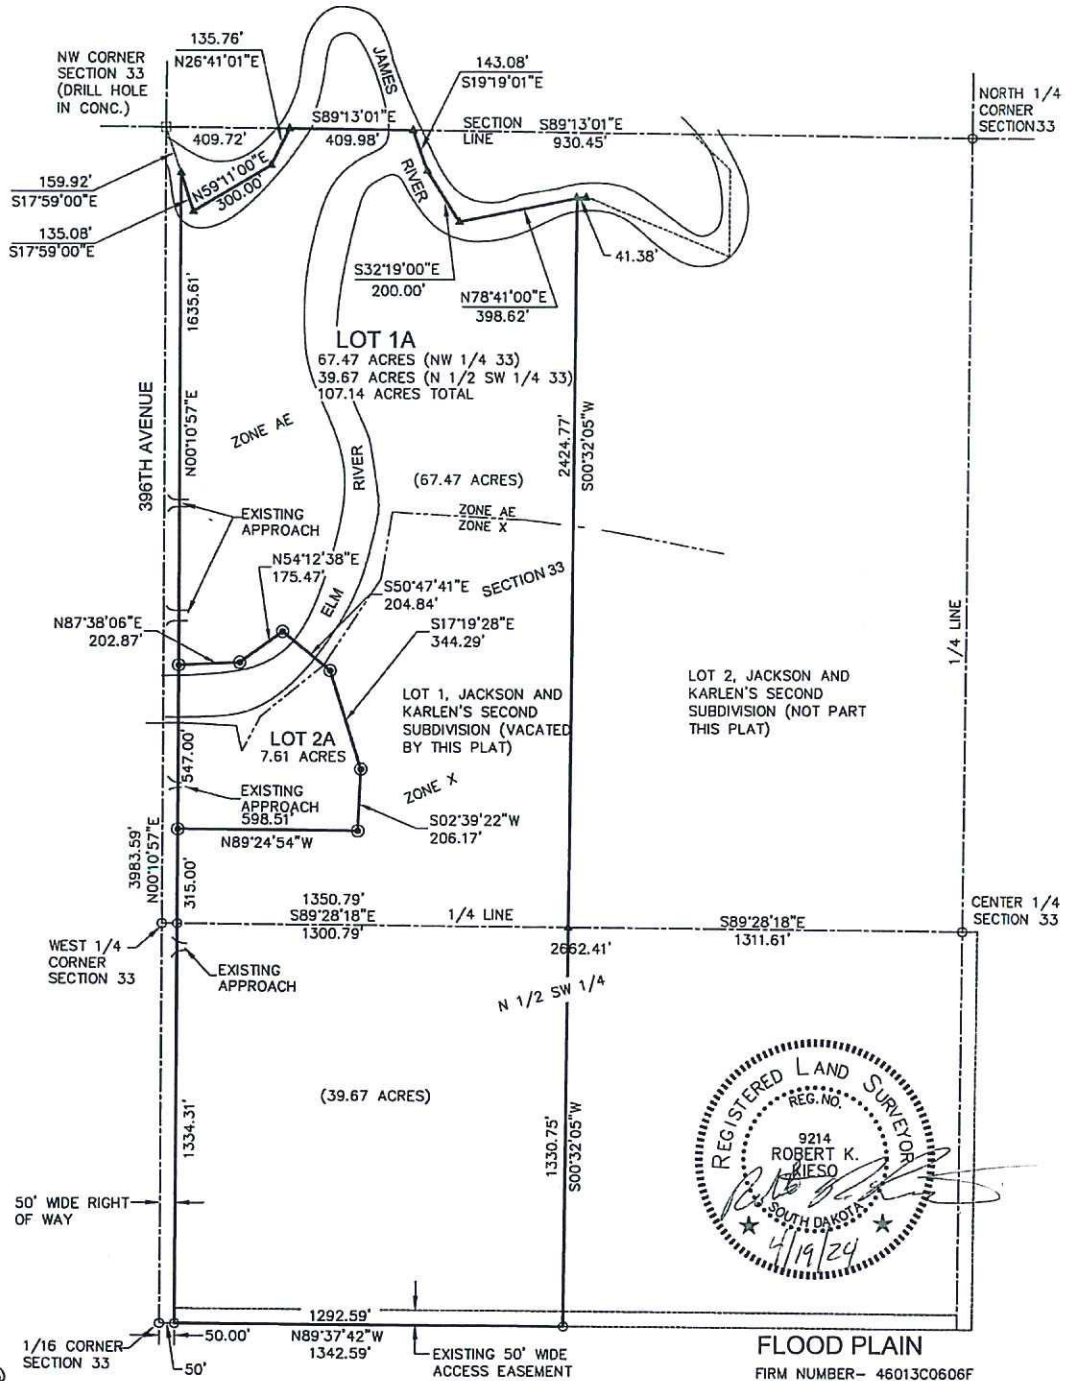 135.76'
N26°41'01"E
JAMES
143.08'
S19°19'01"E
NW CORNER
SECTION 33
(DRILL HOLE
IN CONC.)
NORTH 1/4
CORNER
SECTION33
S89°13'01"E
409.72'
409.98'
SECTION
LINE
S89°13'01"E
930.45'
159.92'
S17°59'00"E
N59°11'00"E
300.00'
RIVER
135.08'
S17°59'00"E
41.38'
S32°19'00"E
200.00'
N78°41'00"E
398.62'
1635.61'
N00°10'57"E
LOT 1A
67.47 ACRES (NW 1/4 33)
39.67 ACRES (N 1/2 SW 1/4 33)
107.14 ACRES TOTAL
396TH AVENUE
ZONE AE
2424.77'
S00°32'05"W
RIVER
(67.47 ACRES)
ZONE AE
ZONE X
EXISTING
APPROACH
N54°12'38"E
175.47'
S50°47'41"E
204.84'
SECTION 33
ELM
N87°38'06"E
202.87'
S17°19'28"E
344.29'
1/4 LINE
LOT 1, JACKSON AND
KARLEN'S SECOND
SUBDIVISION (VACATED
BY THIS PLAT)
LOT 2, JACKSON AND
KARLEN'S SECOND
SUBDIVISION (NOT PART
THIS PLAT)
LOT 2A
7.61 ACRES
547.00'
EXISTING
APPROACH
598.51'
N89°24'54"W
ZONE X
S02°39'22"W
206.17'
3983.59'
N00°10'57"E
315.00'
1350.79'
S89°28'18"E
1300.79'
1/4 LINE
S89°28'18"E
1311.61'
CENTER 1/4
SECTION 33
WEST 1/4
CORNER
SECTION 33
2662.41'
EXISTING
APPROACH
N 1/2 SW 1/4
(39.67 ACRES)
1334.31'
1330.75'
S00°32'05"W
REGISTERED LAND SURVEYOR
REG. NO.
9214
ROBERT K.
KIESO
SOUTH DAKOTA
4/19/24
50' WIDE RIGHT
OF WAY
1292.59'
N89°37'42"W
1342.59'
50.00'
50'
1/16 CORNER
SECTION 33
EXISTING 50' WIDE
ACCESS EASEMENT
FLOOD PLAIN
FIRM NUMBER- 46013C0606F